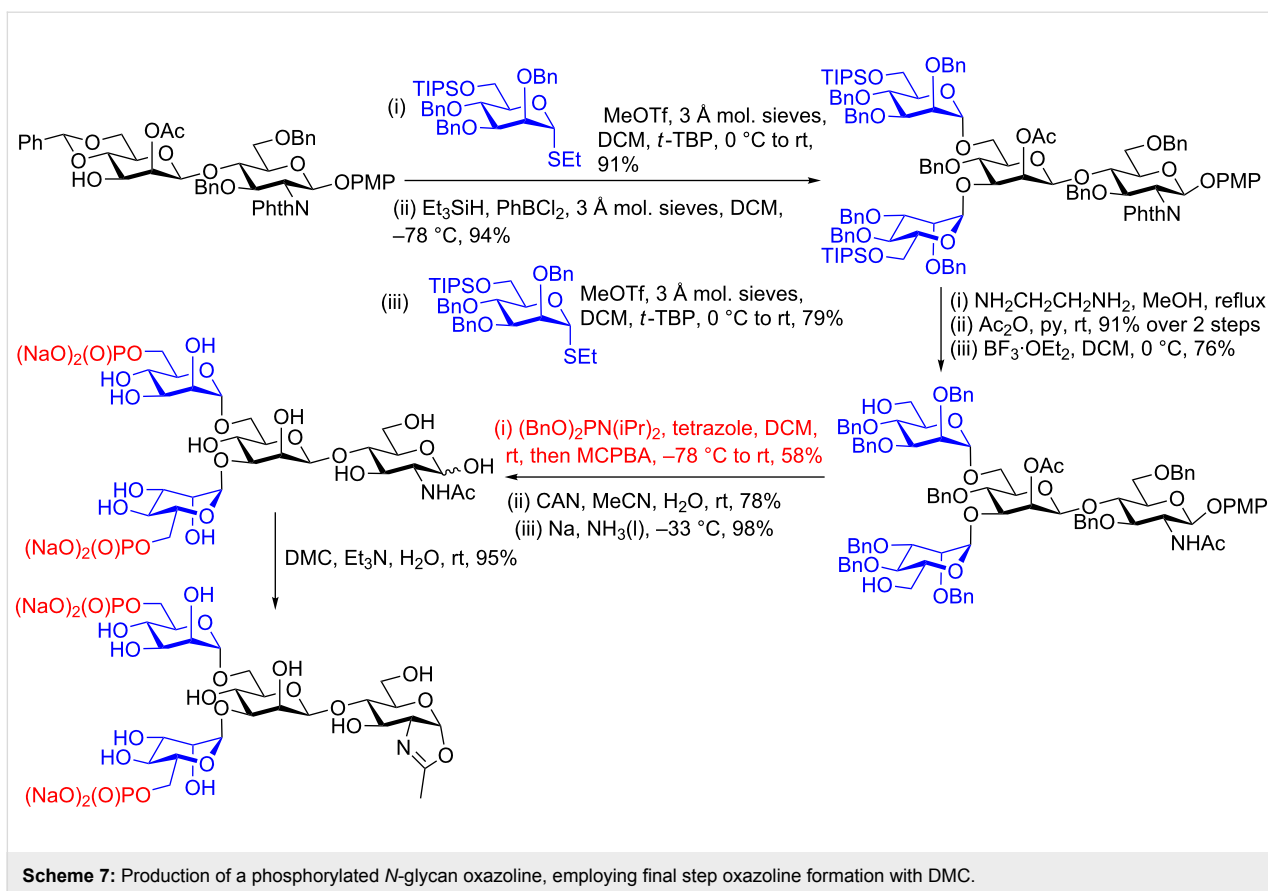 (i)
TIPSO
OBn
BnO
BnO
SEt
MeOTf, 3 Å mol. sieves,
DCM, t-TBP, 0 °C to rt,
91%
(ii) Et3SiH, PhBCl2, 3 Å mol. sieves, DCM,
–78 °C, 94%
(iii)
TIPSO
OBn
BnO
BnO
SEt
MeOTf, 3 Å mol. sieves,
DCM, t-TBP, 0 °C to rt, 79%
Ph
O
O
OAc
HO
O
O
OBn
BnO
O
OPMP
PhthN
TIPSO
OBn
BnO
BnO
O
O
OAc
BnO
O
O
OBn
BnO
O
OPMP
PhthN
O
BnO
BnO
TIPSO
O
OBn
(i) NH2CH2CH2NH2, MeOH, reflux
(ii) Ac2O, py, rt, 91% over 2 steps
(iii) BF3·OEt2, DCM, 0 °C, 76%
HO
OBn
BnO
BnO
O
O
OAc
BnO
O
O
OBn
BnO
O
OPMP
NHAc
O
BnO
BnO
HO
O
OBn
(i) (BnO)2PN(iPr)2, tetrazole, DCM,
rt, then MCPBA, –78 °C to rt, 58%
(ii) CAN, MeCN, H2O, rt, 78%
(iii) Na, NH3(l), –33 °C, 98%
(NaO)2(O)PO
OH
HO
HO
O
O
OH
HO
O
O
OH
HO
O
OH
NHAc
O
HO
HO
O
OH
(NaO)2(O)PO
DMC, Et3N, H2O, rt, 95%
(NaO)2(O)PO
OH
HO
HO
O
O
OH
HO
O
O
OH
HO
O
N
O
O
HO
HO
O
OH
(NaO)2(O)PO
Scheme 7: Production of a phosphorylated N-glycan oxazoline, employing final step oxazoline formation with DMC.